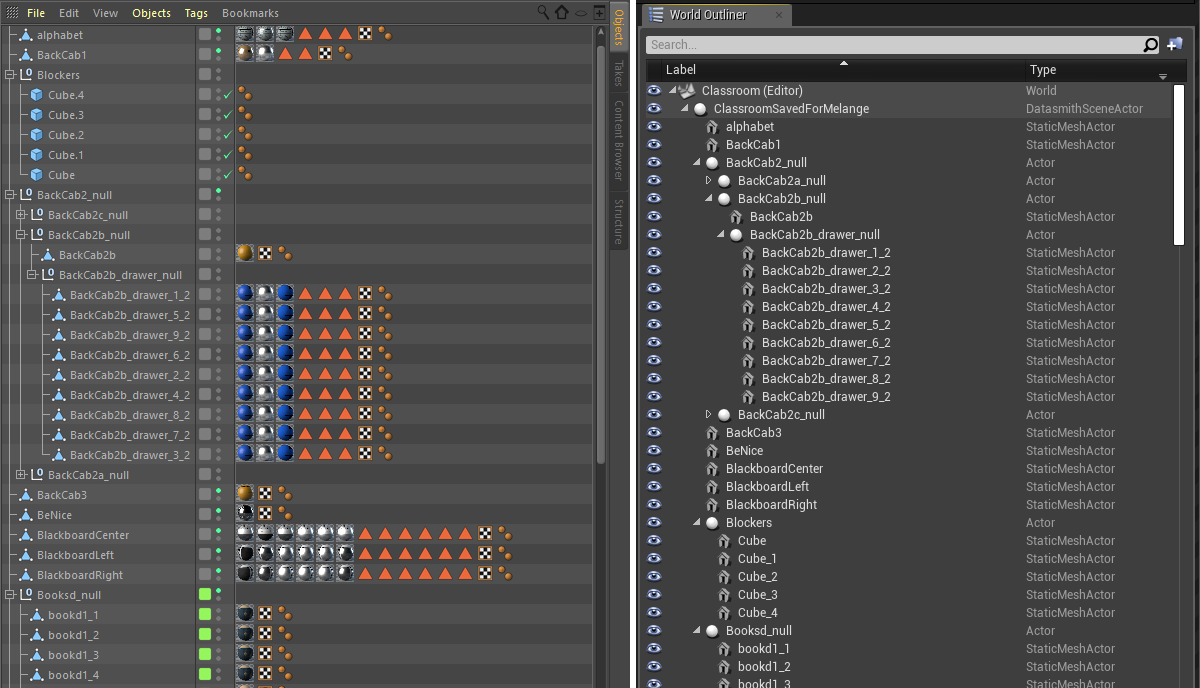 File Edit View Objects Tags Bookmarks
alphabet
BackCab1
Blockers
Cube.4
Cube.3
Cube.2
Cube.1
Cube
BackCab2_null
BackCab2c_null
BackCab2b_null
BackCab2b
BackCab2b_drawer_null
BackCab2b_drawer_1_2
BackCab2b_drawer_5_2
BackCab2b_drawer_9_2
BackCab2b_drawer_6_2
BackCab2b_drawer_2_2
BackCab2b_drawer_4_2
BackCab2b_drawer_8_2
BackCab2b_drawer_7_2
BackCab2b_drawer_3_2
BackCab2a_null
BackCab3
BeNice
BlackboardCenter
BlackboardLeft
BlackboardRight
Booksd_null
bookd1_1
bookd1_2
bookd1_3
bookd1_4
Objects
Takes
Content Browser
Structure
World Outliner
Search...
Label Type
Classroom (Editor) World
ClassroomSavedForMelange DatasmithSceneActor
alphabet StaticMeshActor
BackCab1 StaticMeshActor
BackCab2_null Actor
BackCab2a_null Actor
BackCab2b_null Actor
BackCab2b StaticMeshActor
BackCab2b_drawer_null Actor
BackCab2b_drawer_1_2 StaticMeshActor
BackCab2b_drawer_2_2 StaticMeshActor
BackCab2b_drawer_3_2 StaticMeshActor
BackCab2b_drawer_4_2 StaticMeshActor
BackCab2b_drawer_5_2 StaticMeshActor
BackCab2b_drawer_6_2 StaticMeshActor
BackCab2b_drawer_7_2 StaticMeshActor
BackCab2b_drawer_8_2 StaticMeshActor
BackCab2b_drawer_9_2 StaticMeshActor
BackCab2c_null Actor
BackCab3 StaticMeshActor
BeNice StaticMeshActor
BlackboardCenter StaticMeshActor
BlackboardLeft StaticMeshActor
BlackboardRight StaticMeshActor
Blockers Actor
Cube StaticMeshActor
Cube_1 StaticMeshActor
Cube_2 StaticMeshActor
Cube_3 StaticMeshActor
Cube_4 StaticMeshActor
Booksd_null Actor
bookd1_1 StaticMeshActor
bookd1_2 StaticMeshActor
bookd1_3 StaticMeshActor